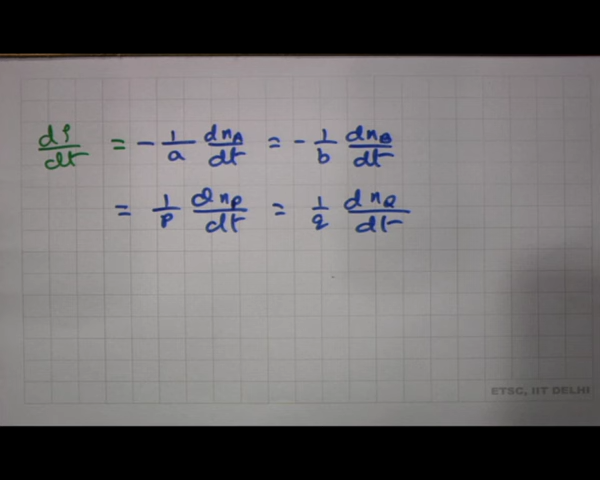 dξ/dt = - 1/a dn_A/dt = - 1/b dn_B/dt
= 1/p dn_P/dt = 1/q dn_Q/dt
ETSC, IIT DELHI